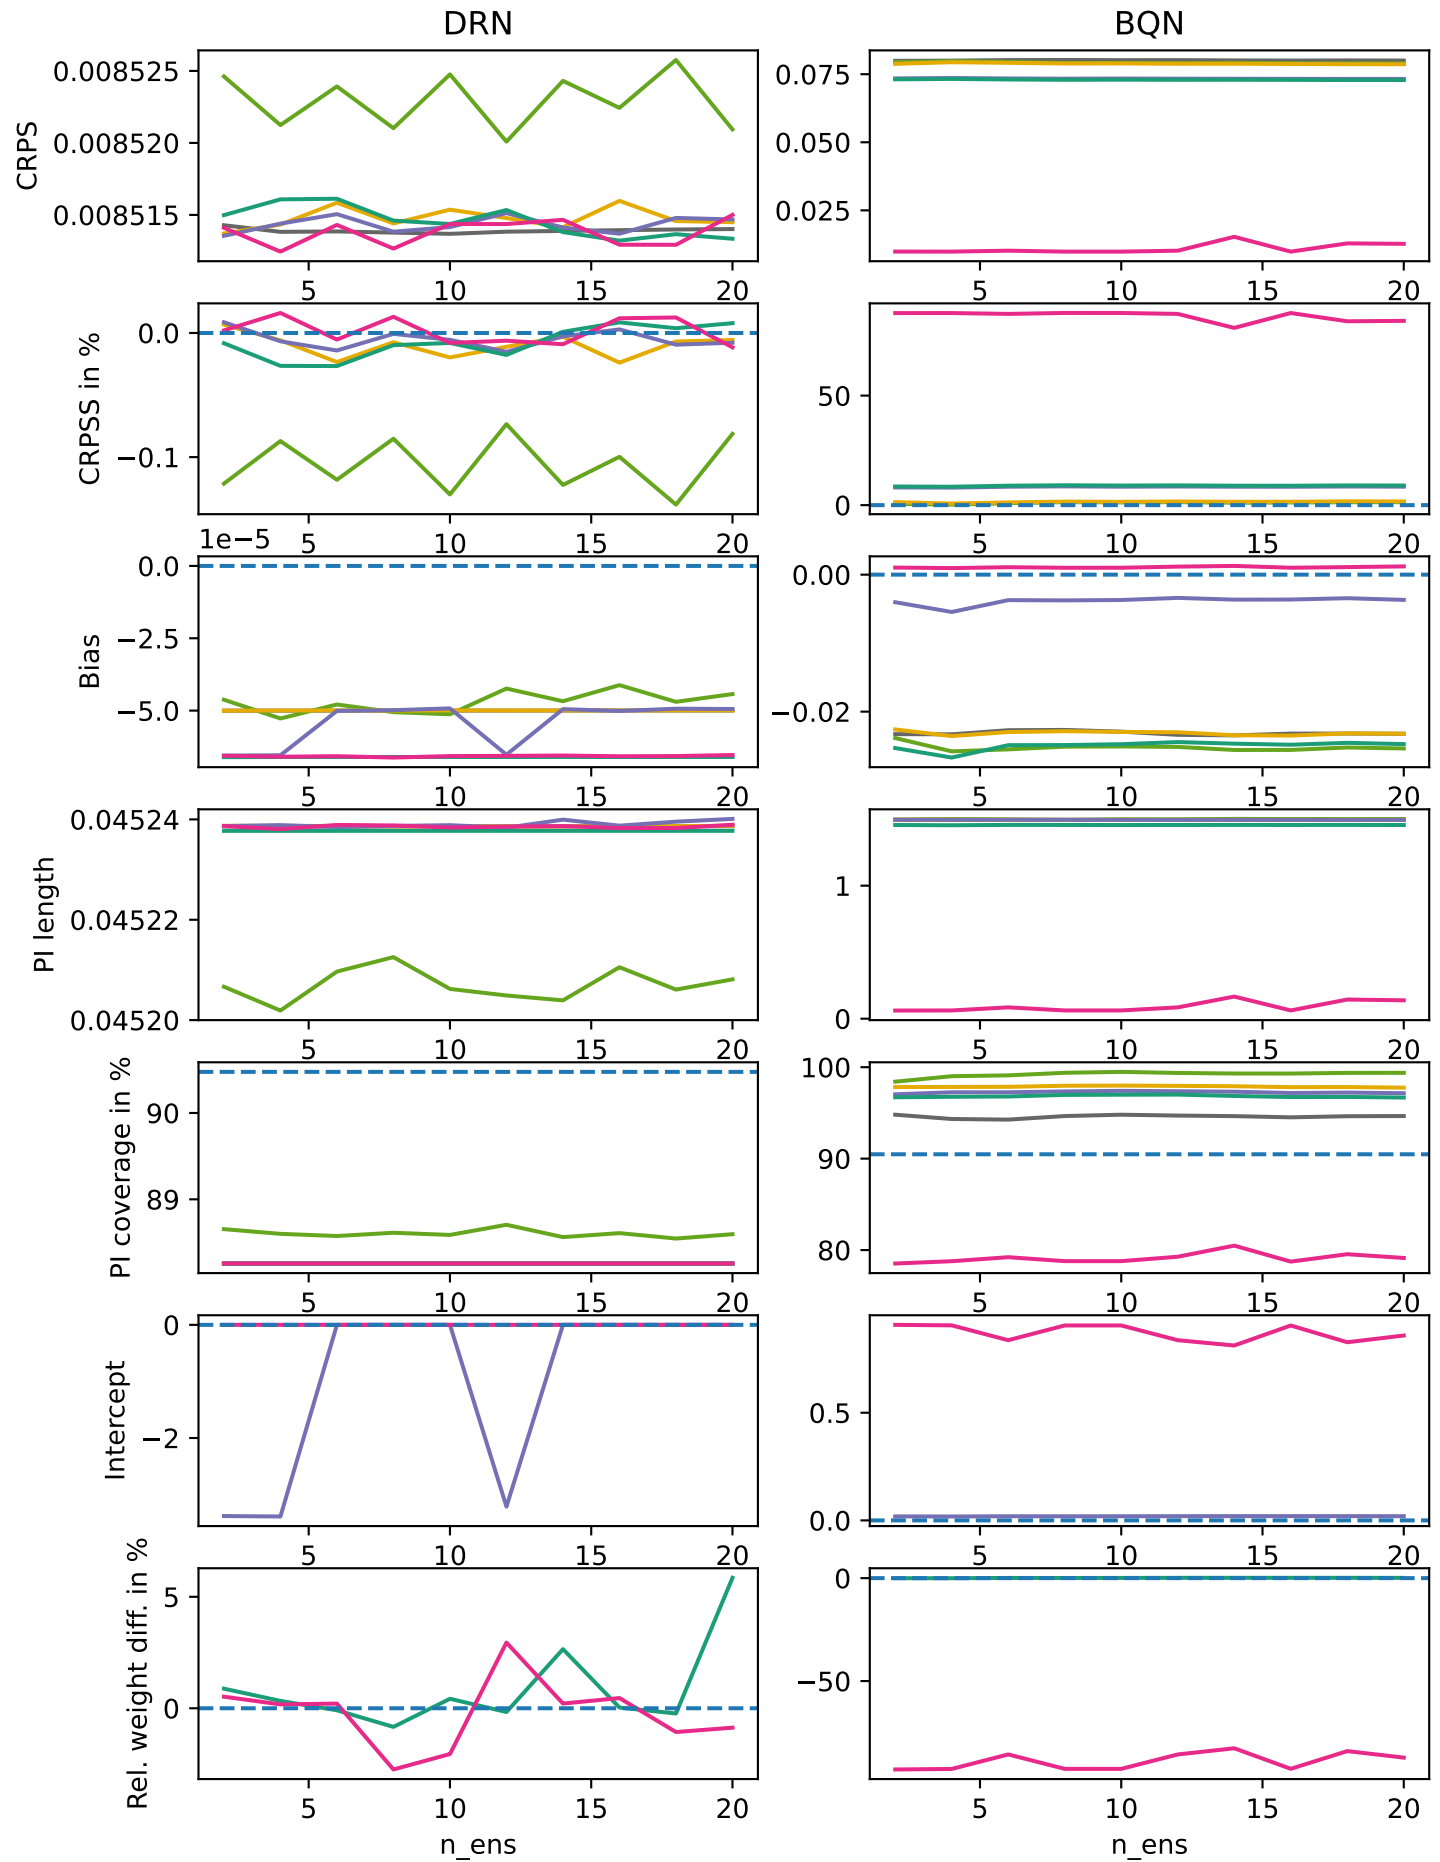 DRN BQN
CRPS
0.008525
0.008520
0.008515
0.075
0.050
0.025
5 10 15 20 5 10 15 20
CRPSS in %
0.0
−0.1
50
0
1e−5 5 10 15 20 5 10 15 20
Bias
0.0
−2.5
−5.0
0.00
−0.02
5 10 15 20 5 10 15 20
PI length
0.04524
0.04522
0.04520
1
0
5 10 15 20 5 10 15 20
PI coverage in %
90
89
100
90
80
5 10 15 20 5 10 15 20
Intercept
0
−2
0.5
0.0
5 10 15 20 5 10 15 20
Rel. weight diff. in %
5
0
0
−50
5 10 15 20 5 10 15 20
n_ens n_ens